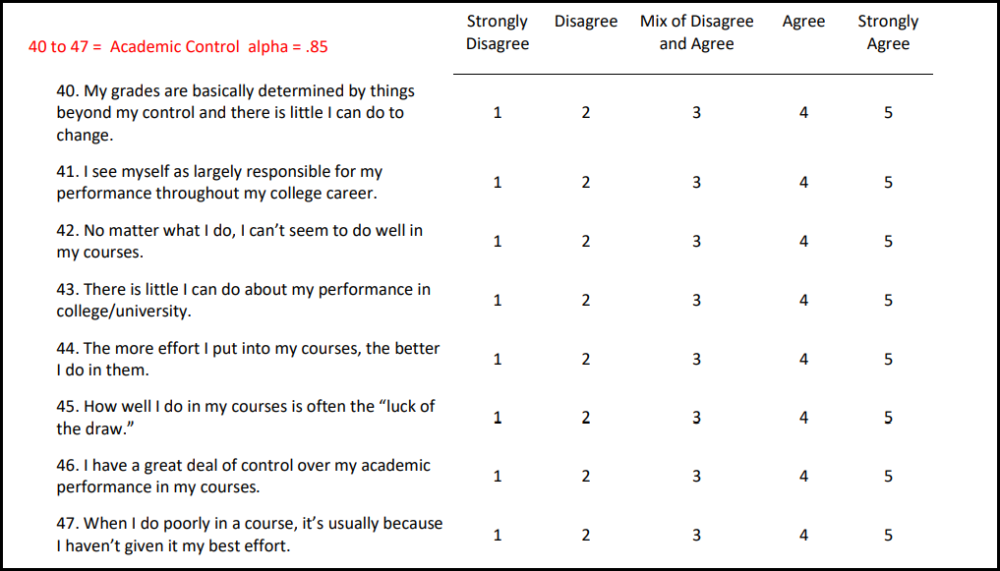 Strongly Disagree Disagree Mix of Disagree and Agree Agree Strongly Agree
40 to 47 = Academic Control alpha = .85
40. My grades are basically determined by things
beyond my control and there is little I can do to
change.
1 2 3 4 5
41. I see myself as largely responsible for my
performance throughout my college career.
1 2 3 4 5
42. No matter what I do, I can’t seem to do well in
my courses.
1 2 3 4 5
43. There is little I can do about my performance in
college/university.
1 2 3 4 5
44. The more effort I put into my courses, the better
I do in them.
1 2 3 4 5
45. How well I do in my courses is often the “luck of
the draw.”
1 2 3 4 5
46. I have a great deal of control over my academic
performance in my courses.
1 2 3 4 5
47. When I do poorly in a course, it’s usually because
I haven’t given it my best effort.
1 2 3 4 5